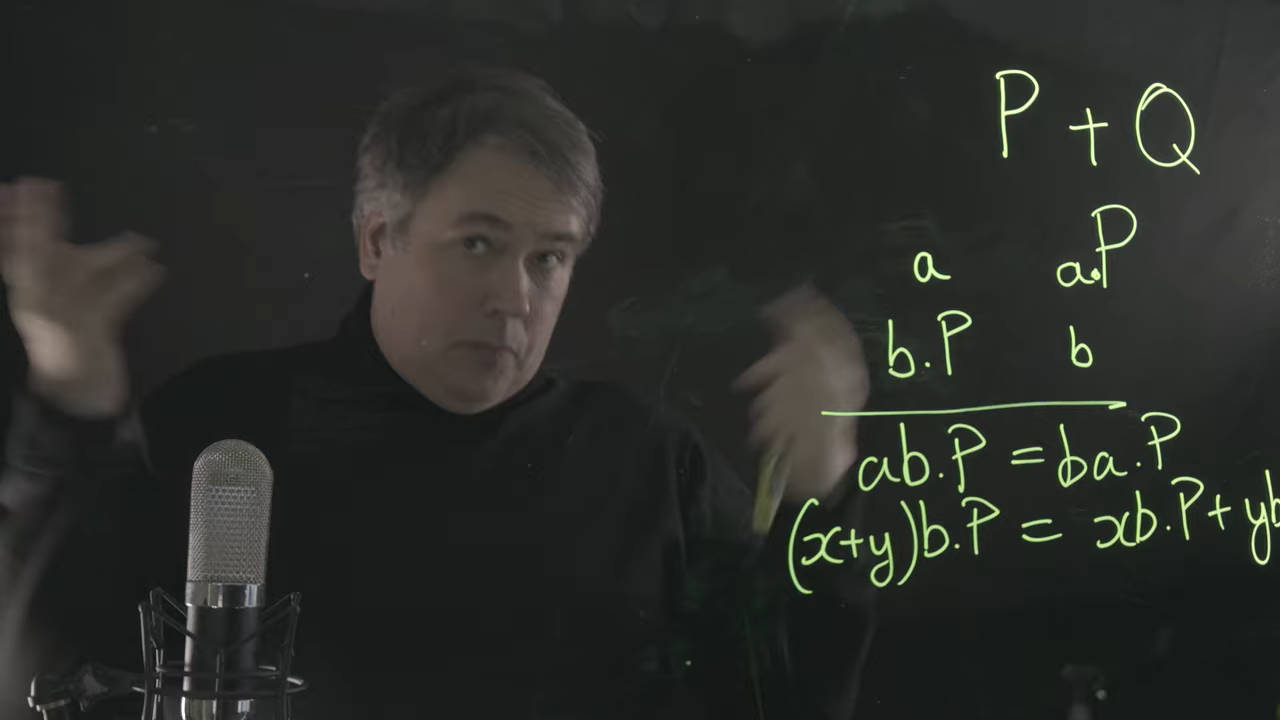 P + Q
a a.P
b.P b
ab.P = ba.P
(x+y)b.P = xb.P + yb